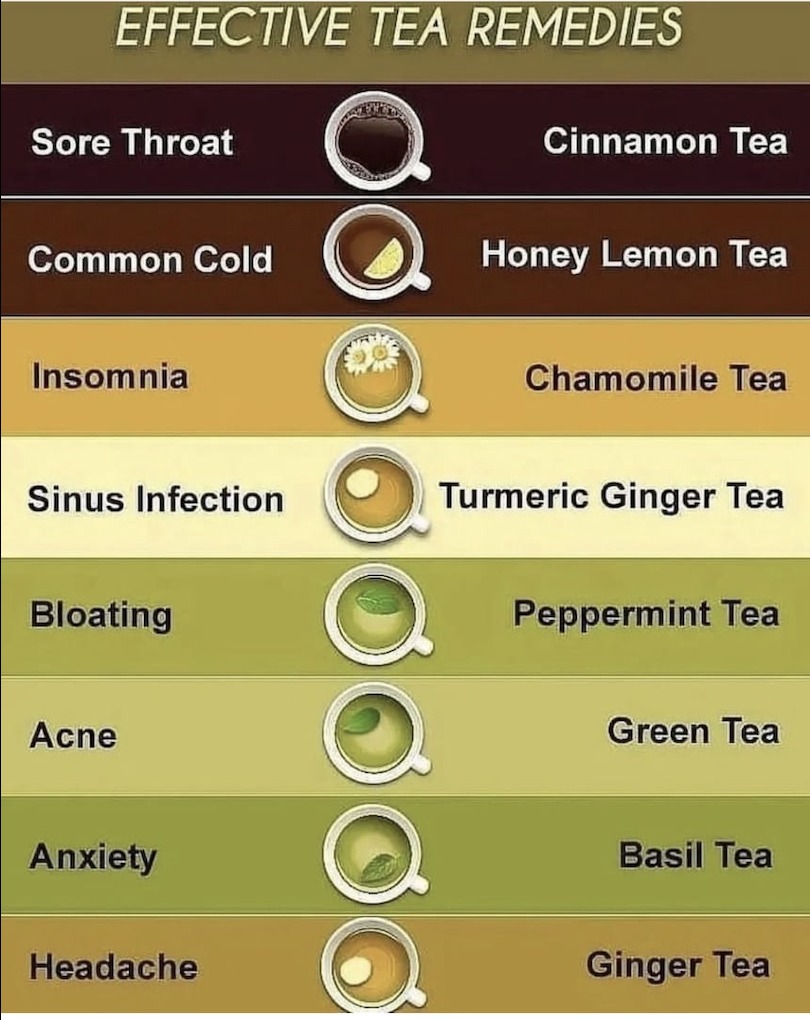 EFFECTIVE TEA REMEDIES
Sore Throat Cinnamon Tea
Common Cold Honey Lemon Tea
Insomnia Chamomile Tea
Sinus Infection Turmeric Ginger Tea
Bloating Peppermint Tea
Acne Green Tea
Anxiety Basil Tea
Headache Ginger Tea